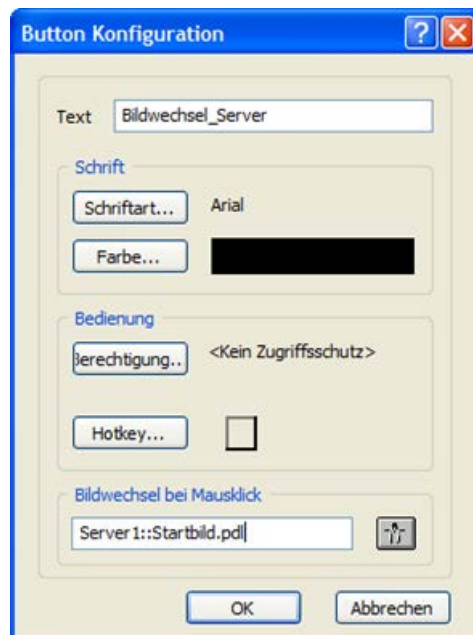 Button Konfiguration
Text Bildwechsel_Server
Schrift
Schriftart... Arial
Farbe...
Bedienung
Berechtigung.. <Kein Zugriffsschutz>
Hotkey...
Bildwechsel bei Mausklick
Server1::Startbild.pdl
OK Abbrechen